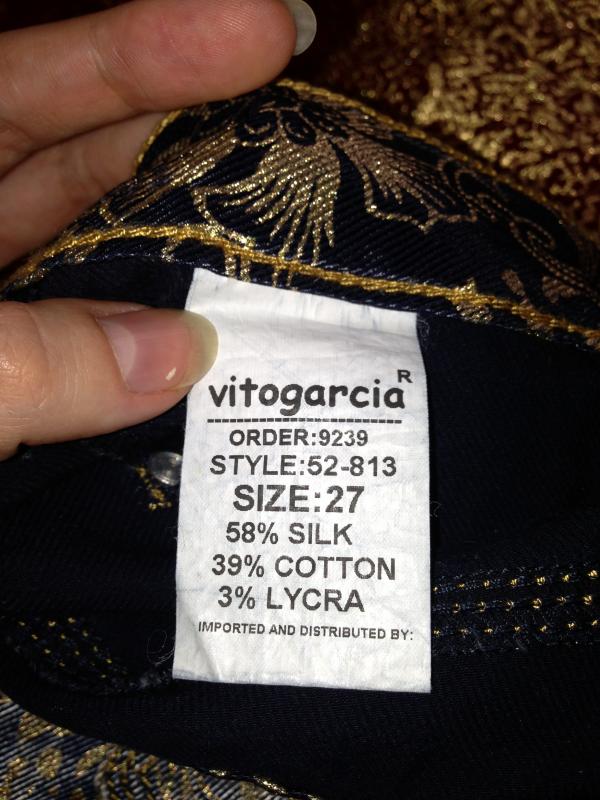 vitogarcia R
ORDER:9239
STYLE:52-813
SIZE:27
58% SILK
39% COTTON
3% LYCRA
IMPORTED AND DISTRIBUTED BY: